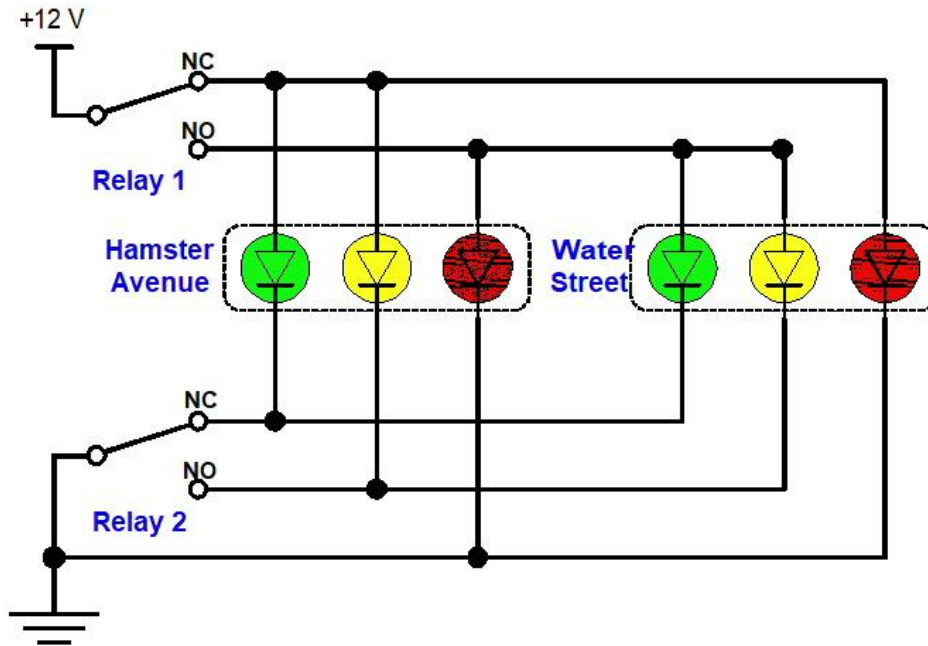 +12 V
NC
NO
Relay 1
Hamster
Avenue
Water
Street
NC
NO
Relay 2